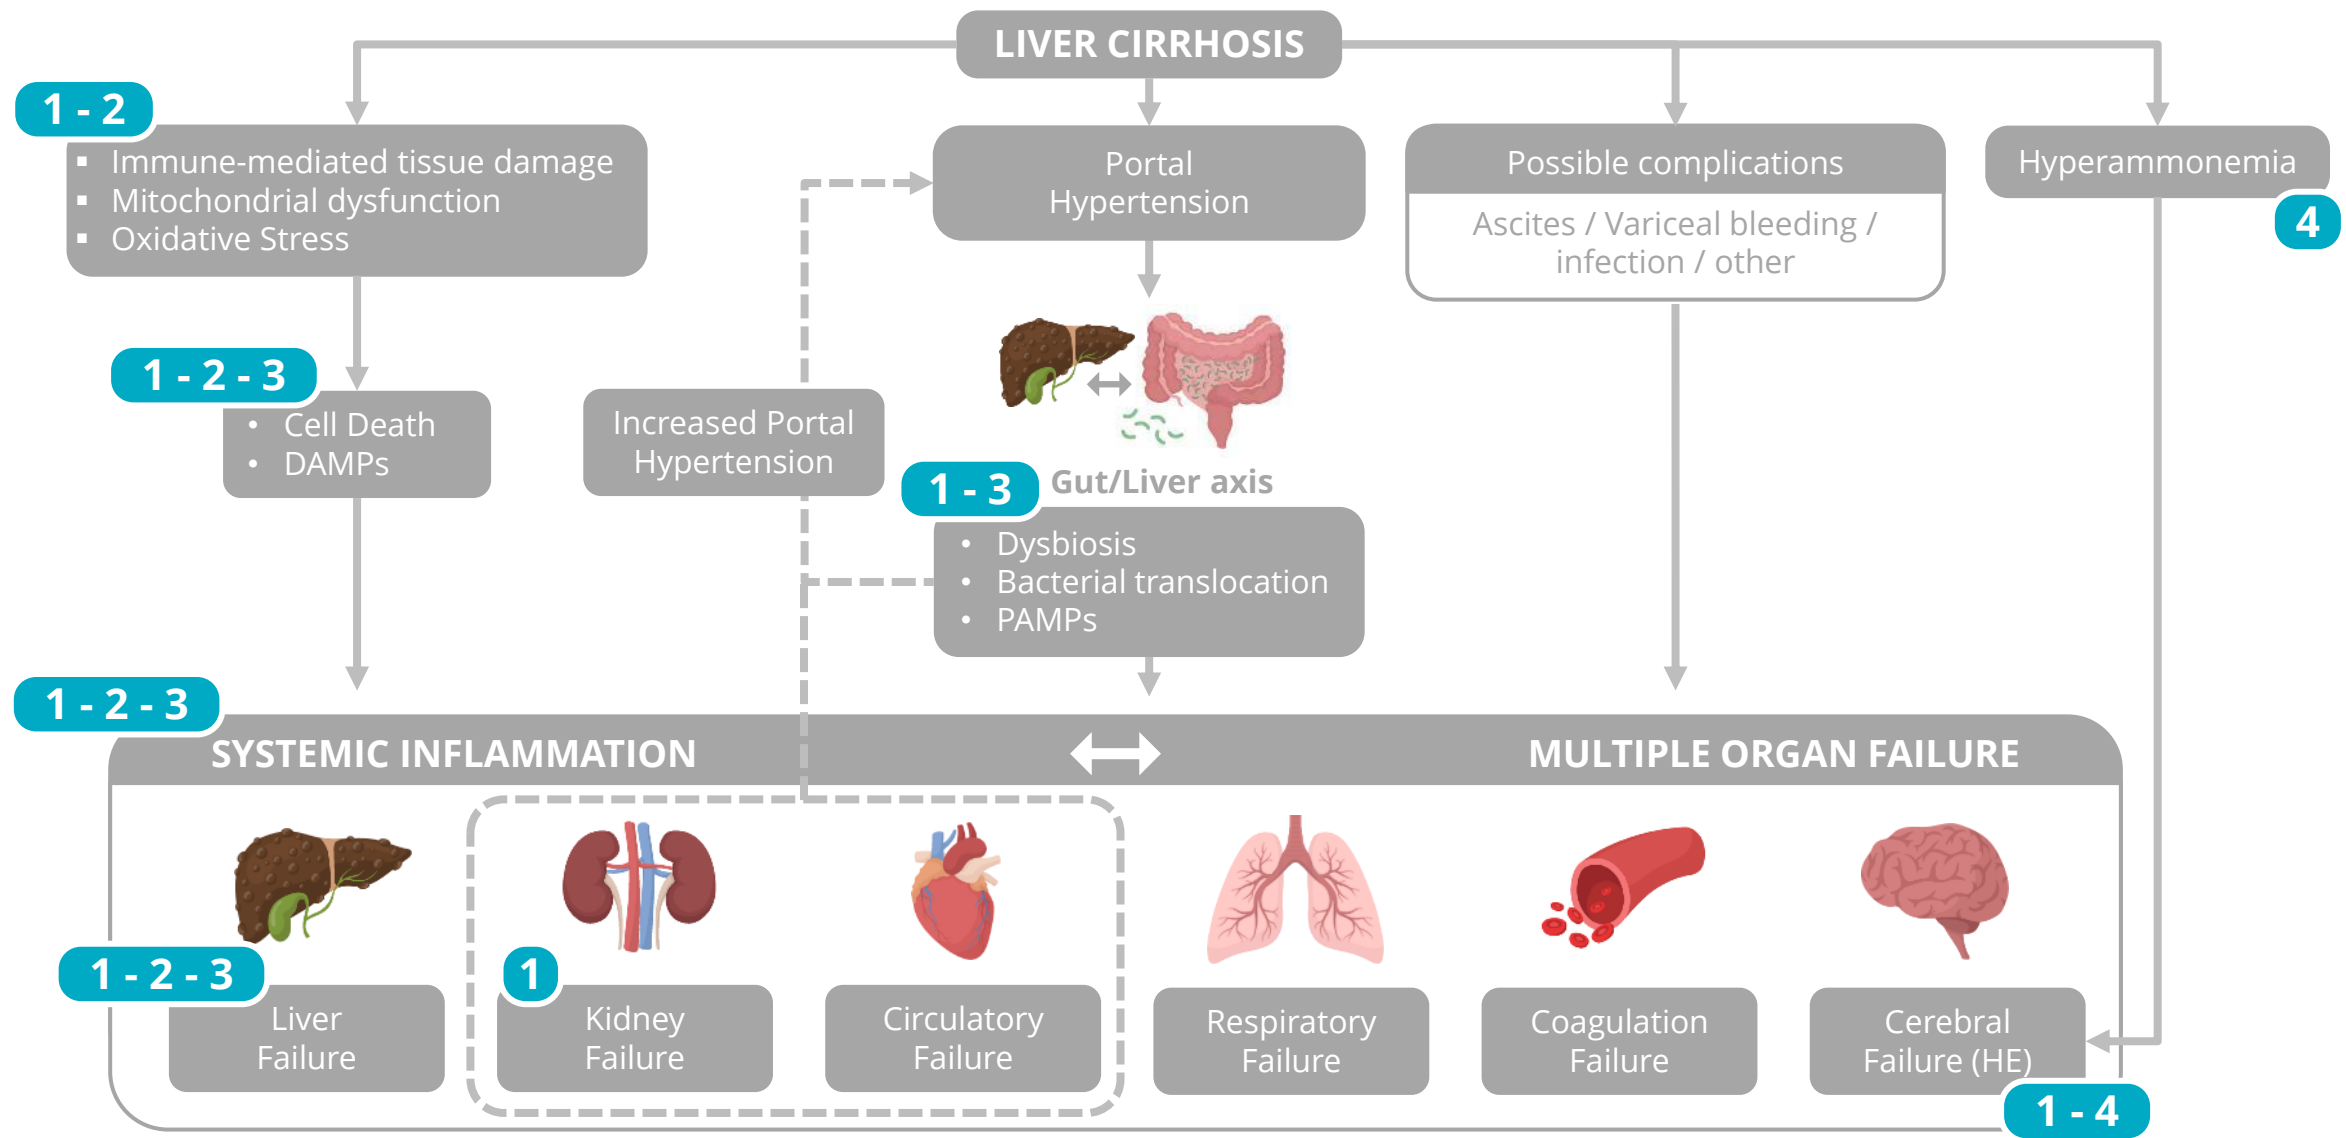 LIVER CIRRHOSIS
1 - 2
▪ Immune-mediated tissue damage
▪ Mitochondrial dysfunction
▪ Oxidative Stress
Portal
Hypertension
Possible complications
Ascites / Variceal bleeding /
infection / other
Hyperammonemia
4
1 - 2 - 3
• Cell Death
• DAMPs
Increased Portal
Hypertension
Gut/Liver axis
1 - 3
• Dysbiosis
• Bacterial translocation
• PAMPs
1 - 2 - 3
SYSTEMIC INFLAMMATION
MULTIPLE ORGAN FAILURE
1 - 2 - 3
Liver
Failure
1
Kidney
Failure
Circulatory
Failure
Respiratory
Failure
Coagulation
Failure
Cerebral
Failure (HE)
1 - 4